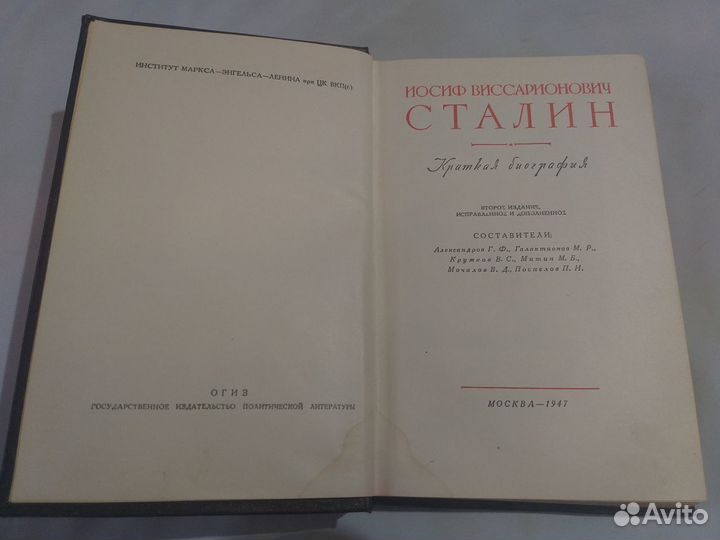 ИНСТИТУТ МАРКСА—ЭНГЕЛЬСА—ЛЕНИНА при ЦК ВКП(б)
ОГИЗ
ГОСУДАРСТВЕННОЕ ИЗДАТЕЛЬСТВО ПОЛИТИЧЕСКОЙ ЛИТЕРАТУРЫ
ИОСИФ ВИССАРИОНОВИЧ
СТАЛИН
Краткая биография
ВТОРОЕ ИЗДАНИЕ,
ИСПРАВЛЕННОЕ И ДОПОЛНЕННОЕ
СОСТАВИТЕЛИ:
Александров Г. Ф., Галактионов М. Р.,
Кружков В. С., Митин М. Б.,
Мочалов В. Д., Поспелов П. Н.
МОСКВА—1947
Avito